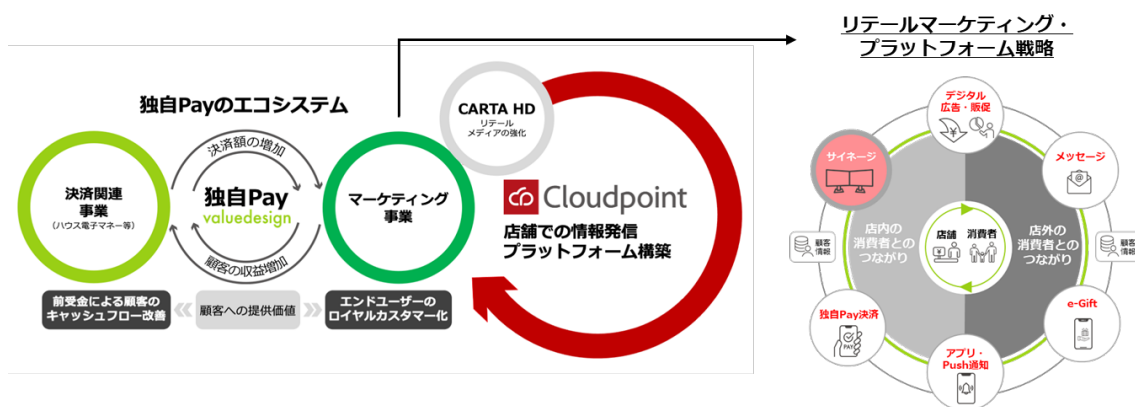 リテールマーケティング・
プラットフォーム戦略
独自Payのエコシステム
決済関連
事業
(ハウス電子マネー等)
決済額の増加
独自Pay
valuedesign
顧客の収益増加
マーケティング
事業
CARTA HD
リテール
メディアの強化
Cloudpoint
店舗での情報発信
プラットフォーム構築
前受金による顧客の
キャッシュフロー改善
顧客への提供価値
エンドユーザーの
ロイヤルカスタマー化
デジタル
広告・販促
サイネージ
メッセージ
店内の
消費者との
つながり
店舗
消費者
店外の
消費者との
つながり
顧客
情報
顧客
情報
独自Pay決済
PAY
アプリ・
Push通知
e-Gift